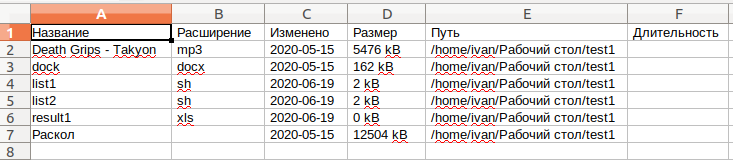 A B C D E F
1 Название Расширение Изменено Размер Путь Длительность
2 Death Grips - Takyon mp3 2020-05-15 5476 kB /home/ivan/Рабочий стол/test1
3 dock docx 2020-05-15 162 kB /home/ivan/Рабочий стол/test1
4 list1 sh 2020-06-19 2 kB /home/ivan/Рабочий стол/test1
5 list2 sh 2020-06-19 2 kB /home/ivan/Рабочий стол/test1
6 result1 xls 2020-06-19 0 kB /home/ivan/Рабочий стол/test1
7 Раскол 2020-05-15 12504 kB /home/ivan/Рабочий стол/test1
8